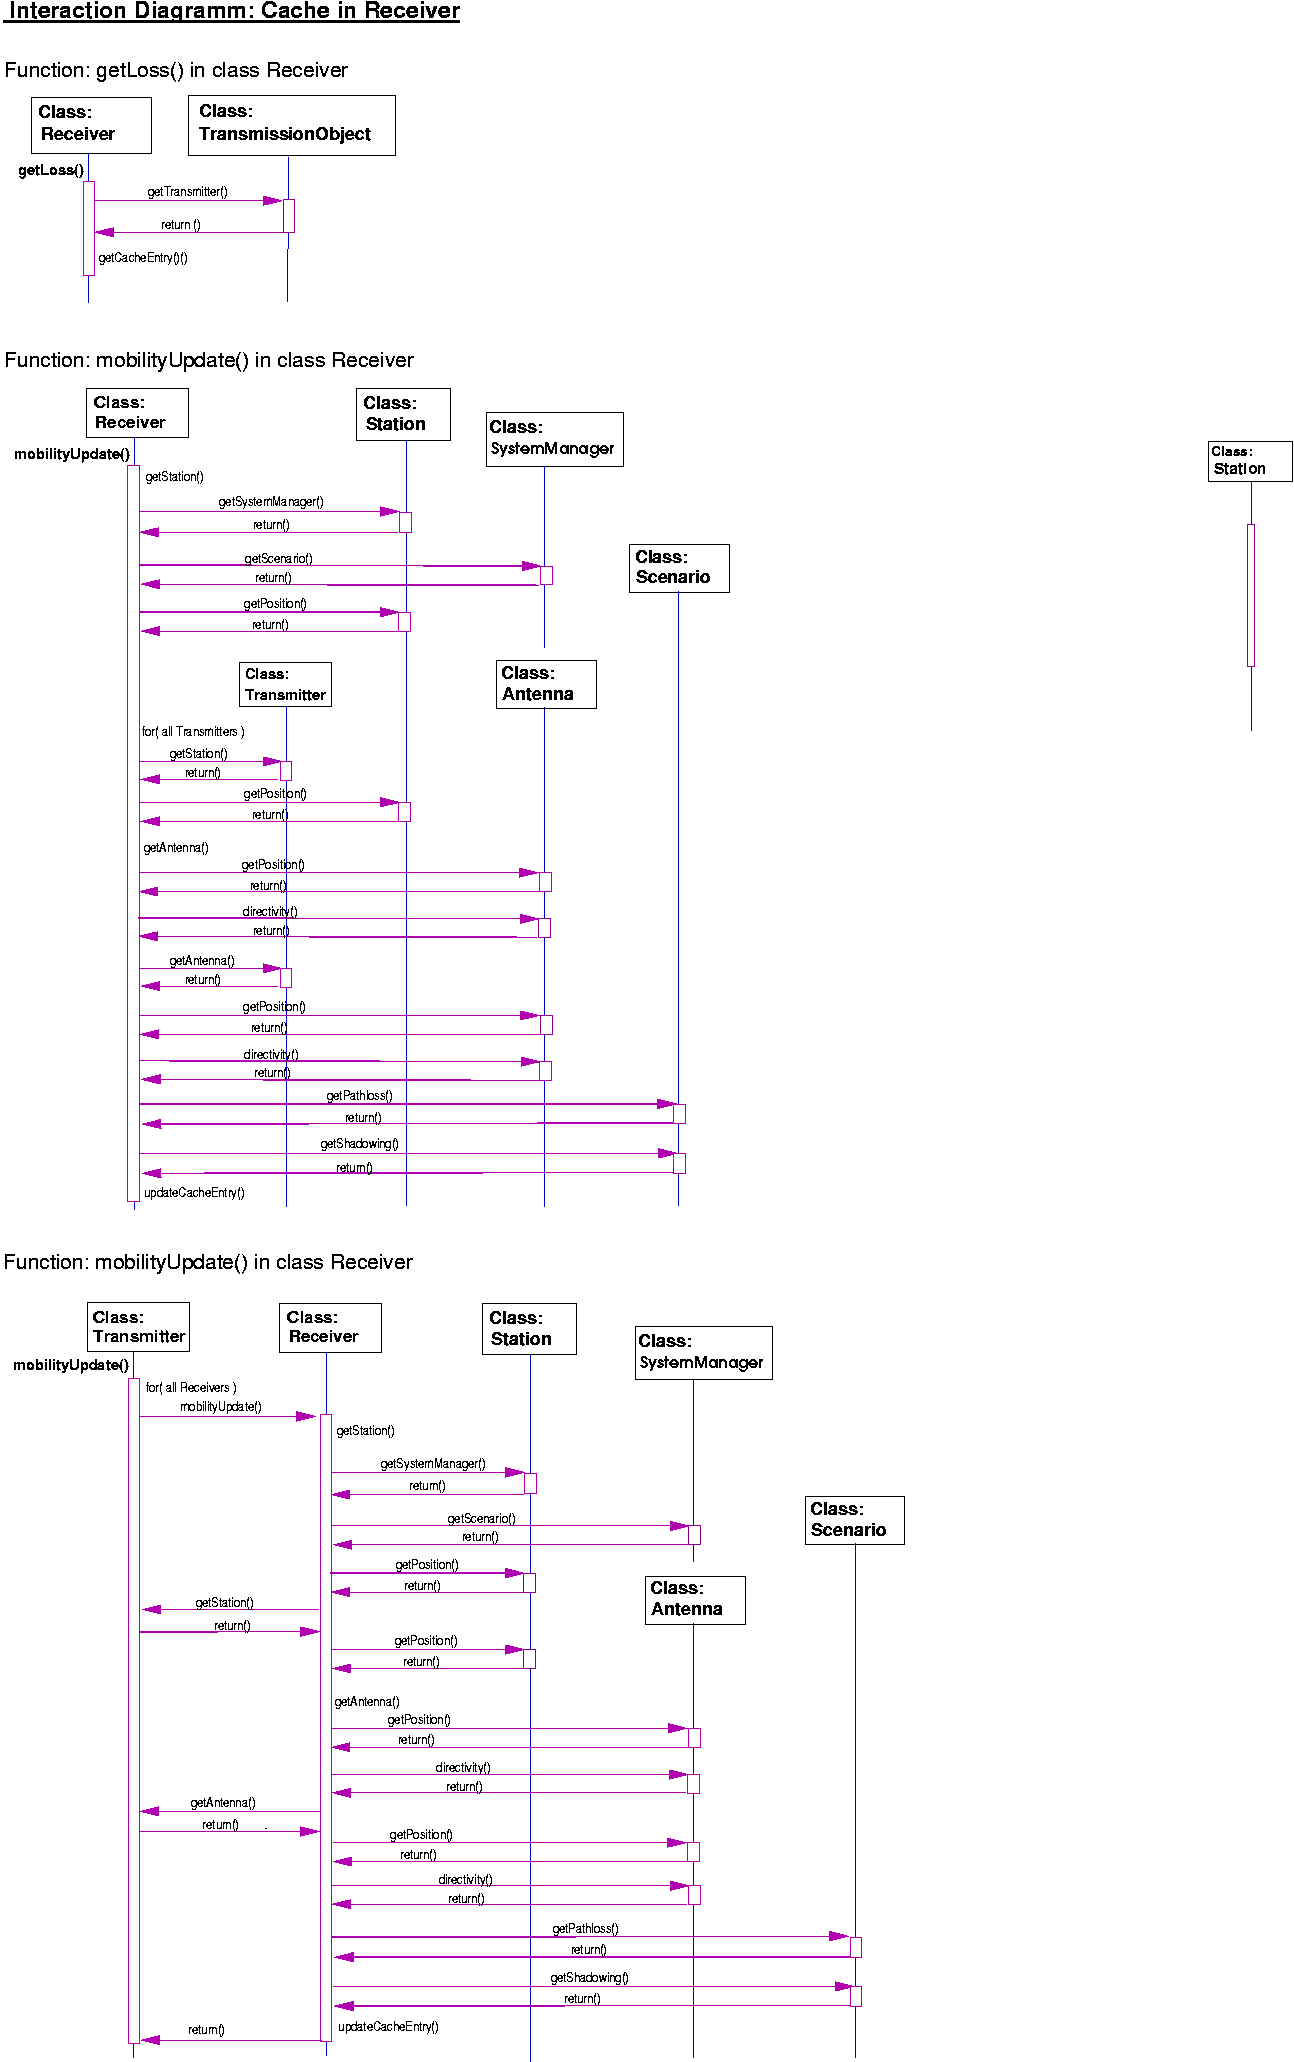 Interaction Diagramm: Cache in Receiver
Function: getLoss() in class Receiver
Class:
Receiver
Class:
TransmissionObject
getLoss()
getTransmitter()
return ()
getCacheEntry()()
Function: mobilityUpdate() in class Receiver
Class:
Receiver
Class:
Station
Class:
SystemManager
Class:
Station
mobilityUpdate()
getStation()
getSystemManager()
return()
Class:
Scenario
getScenario()
return()
getPosition()
return()
Class:
Transmitter
Class:
Antenna
for( all Transmitters )
getStation()
return()
getPosition()
return()
getAntenna()
getPosition()
return()
directivity()
return()
getAntenna()
return()
getPosition()
return()
directivity()
return()
getPathloss()
return()
getShadowing()
return()
updateCacheEntry()
Function: mobilityUpdate() in class Receiver
Class:
Transmitter
Class:
Receiver
Class:
Station
Class:
SystemManager
mobilityUpdate()
for( all Receivers )
mobilityUpdate()
getStation()
getSystemManager()
return()
Class:
Scenario
getScenario()
return()
getPosition()
return()
Class:
Antenna
getStation()
return()
getPosition()
return()
getAntenna()
getPosition()
return()
directivity()
return()
getAntenna()
return()
getPosition()
return()
directivity()
return()
getPathloss()
return()
getShadowing()
return()
updateCacheEntry()
return()